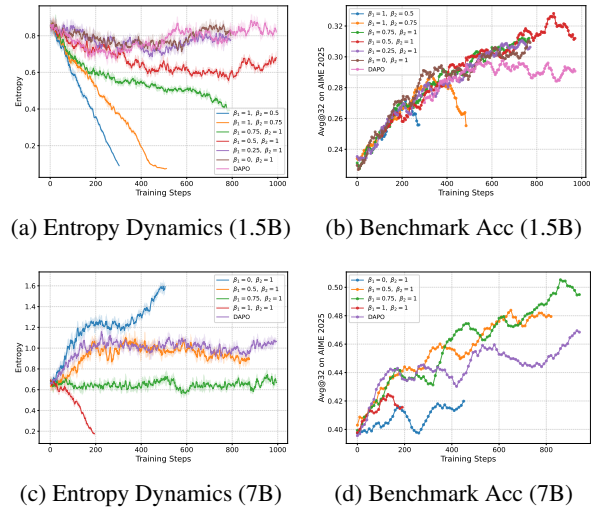 0.8
0.6
0.4
0.2
Entropy
β₁ = 1, β₂ = 0.5
β₁ = 1, β₂ = 0.75
β₁ = 0.75, β₂ = 1
β₁ = 0.5, β₂ = 1
β₁ = 0.25, β₂ = 1
β₁ = 0, β₂ = 1
DAPO
0 200 400 600 800 1000
Training Steps
(a) Entropy Dynamics (1.5B)
0.32
0.30
0.28
0.26
0.24
Avg@32 on AIME 2025
β₁ = 1, β₂ = 0.5
β₁ = 1, β₂ = 0.75
β₁ = 0.75, β₂ = 1
β₁ = 0.5, β₂ = 1
β₁ = 0.25, β₂ = 1
β₁ = 0, β₂ = 1
DAPO
0 200 400 600 800 1000
Training Steps
(b) Benchmark Acc (1.5B)
1.6
1.4
1.2
1.0
0.8
0.6
0.4
0.2
Entropy
β₁ = 0, β₂ = 1
β₁ = 0.5, β₂ = 1
β₁ = 0.75, β₂ = 1
β₁ = 1, β₂ = 1
DAPO
0 200 400 600 800 1000
Training Steps
(c) Entropy Dynamics (7B)
0.50
0.48
0.46
0.44
0.42
0.40
Avg@32 on AIME 2025
β₁ = 0, β₂ = 1
β₁ = 0.5, β₂ = 1
β₁ = 0.75, β₂ = 1
β₁ = 1, β₂ = 1
DAPO
0 200 400 600 800
Training Steps
(d) Benchmark Acc (7B)